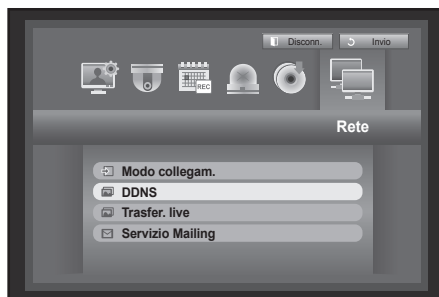 Disconn. Invio
REC
Rete
Modo collegam.
DDNS
Trasfer. live
Servizio Mailing